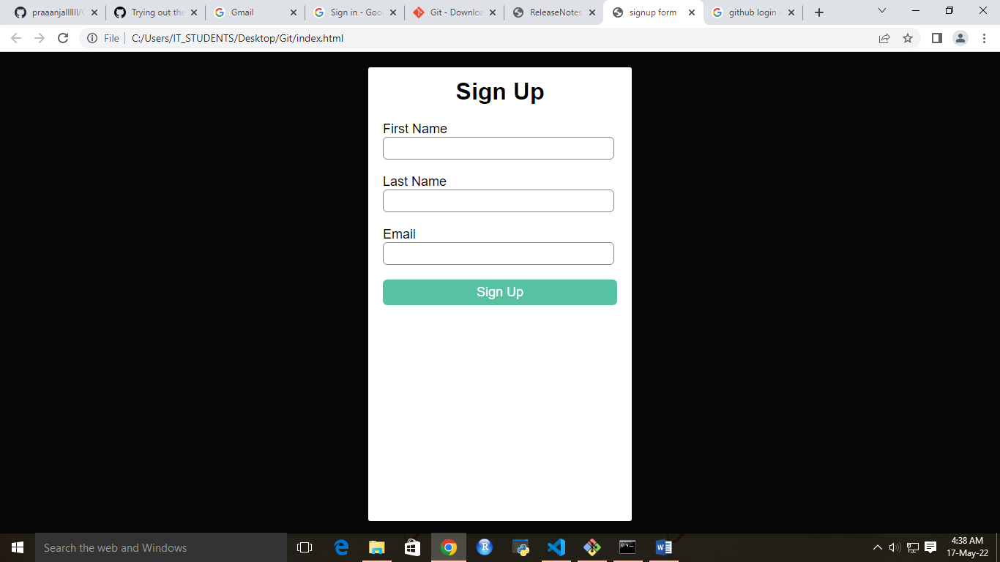 praaanjallllll/G
Trying out the
Gmail
Sign in - Goo
Git - Downloa
ReleaseNotes
signup form
github login -
File
C:/Users/IT_STUDENTS/Desktop/Git/index.html
Sign Up
First Name
Last Name
Email
Sign Up
Search the web and Windows
4:38 AM
17-May-22